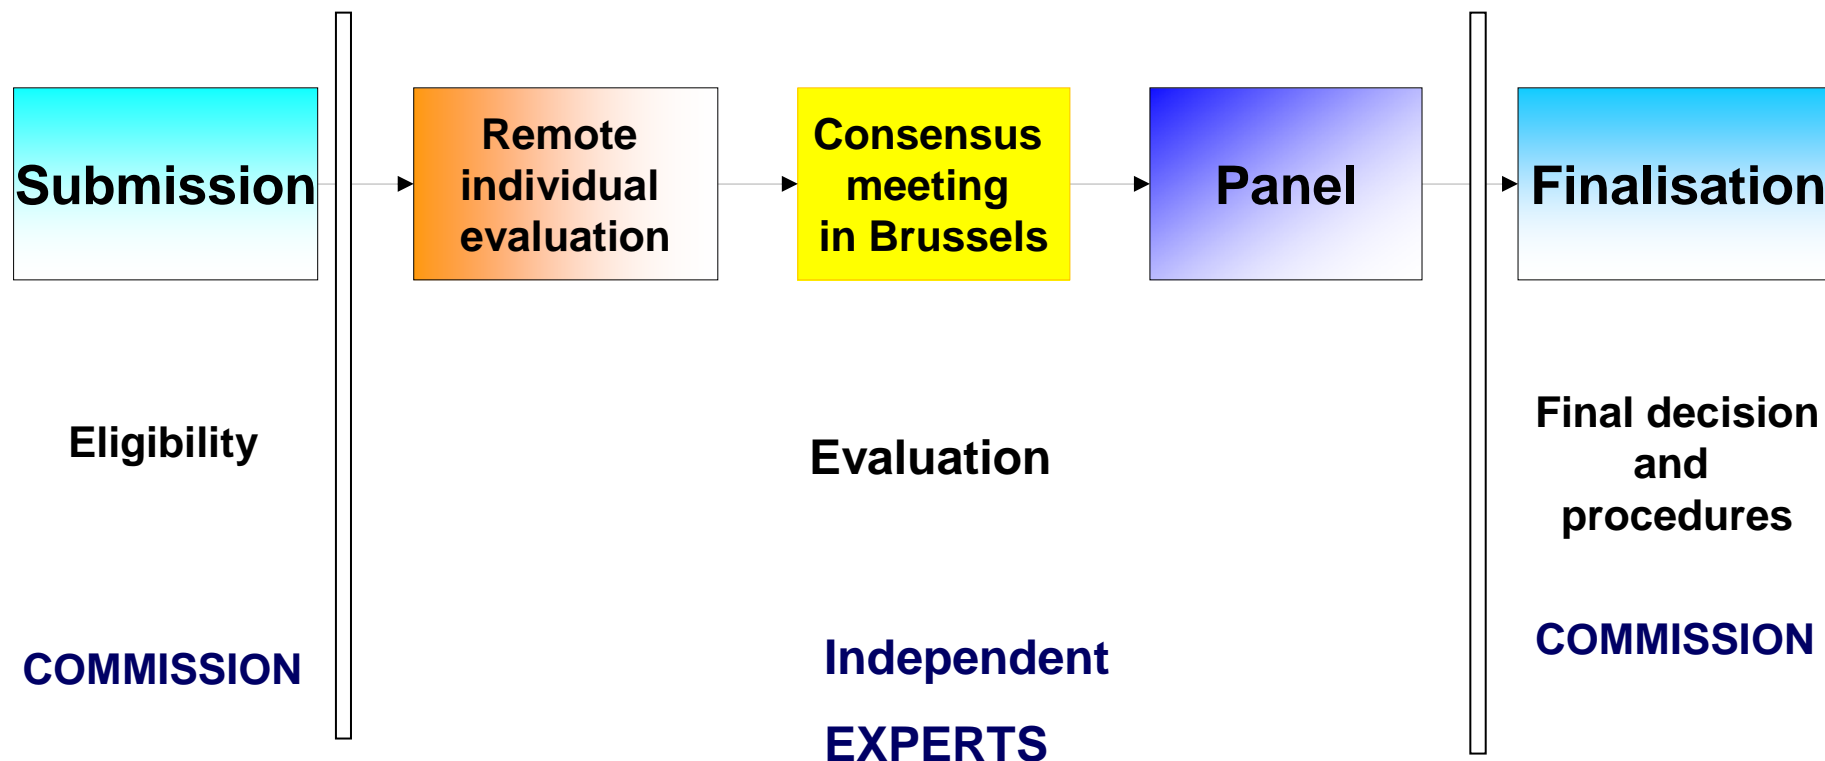 Submission
Remote
individual
evaluation
Consensus
meeting
in Brussels
Panel
Finalisation
Eligibility
Evaluation
Final decision
and
procedures
COMMISSION
Independent
EXPERTS
COMMISSION